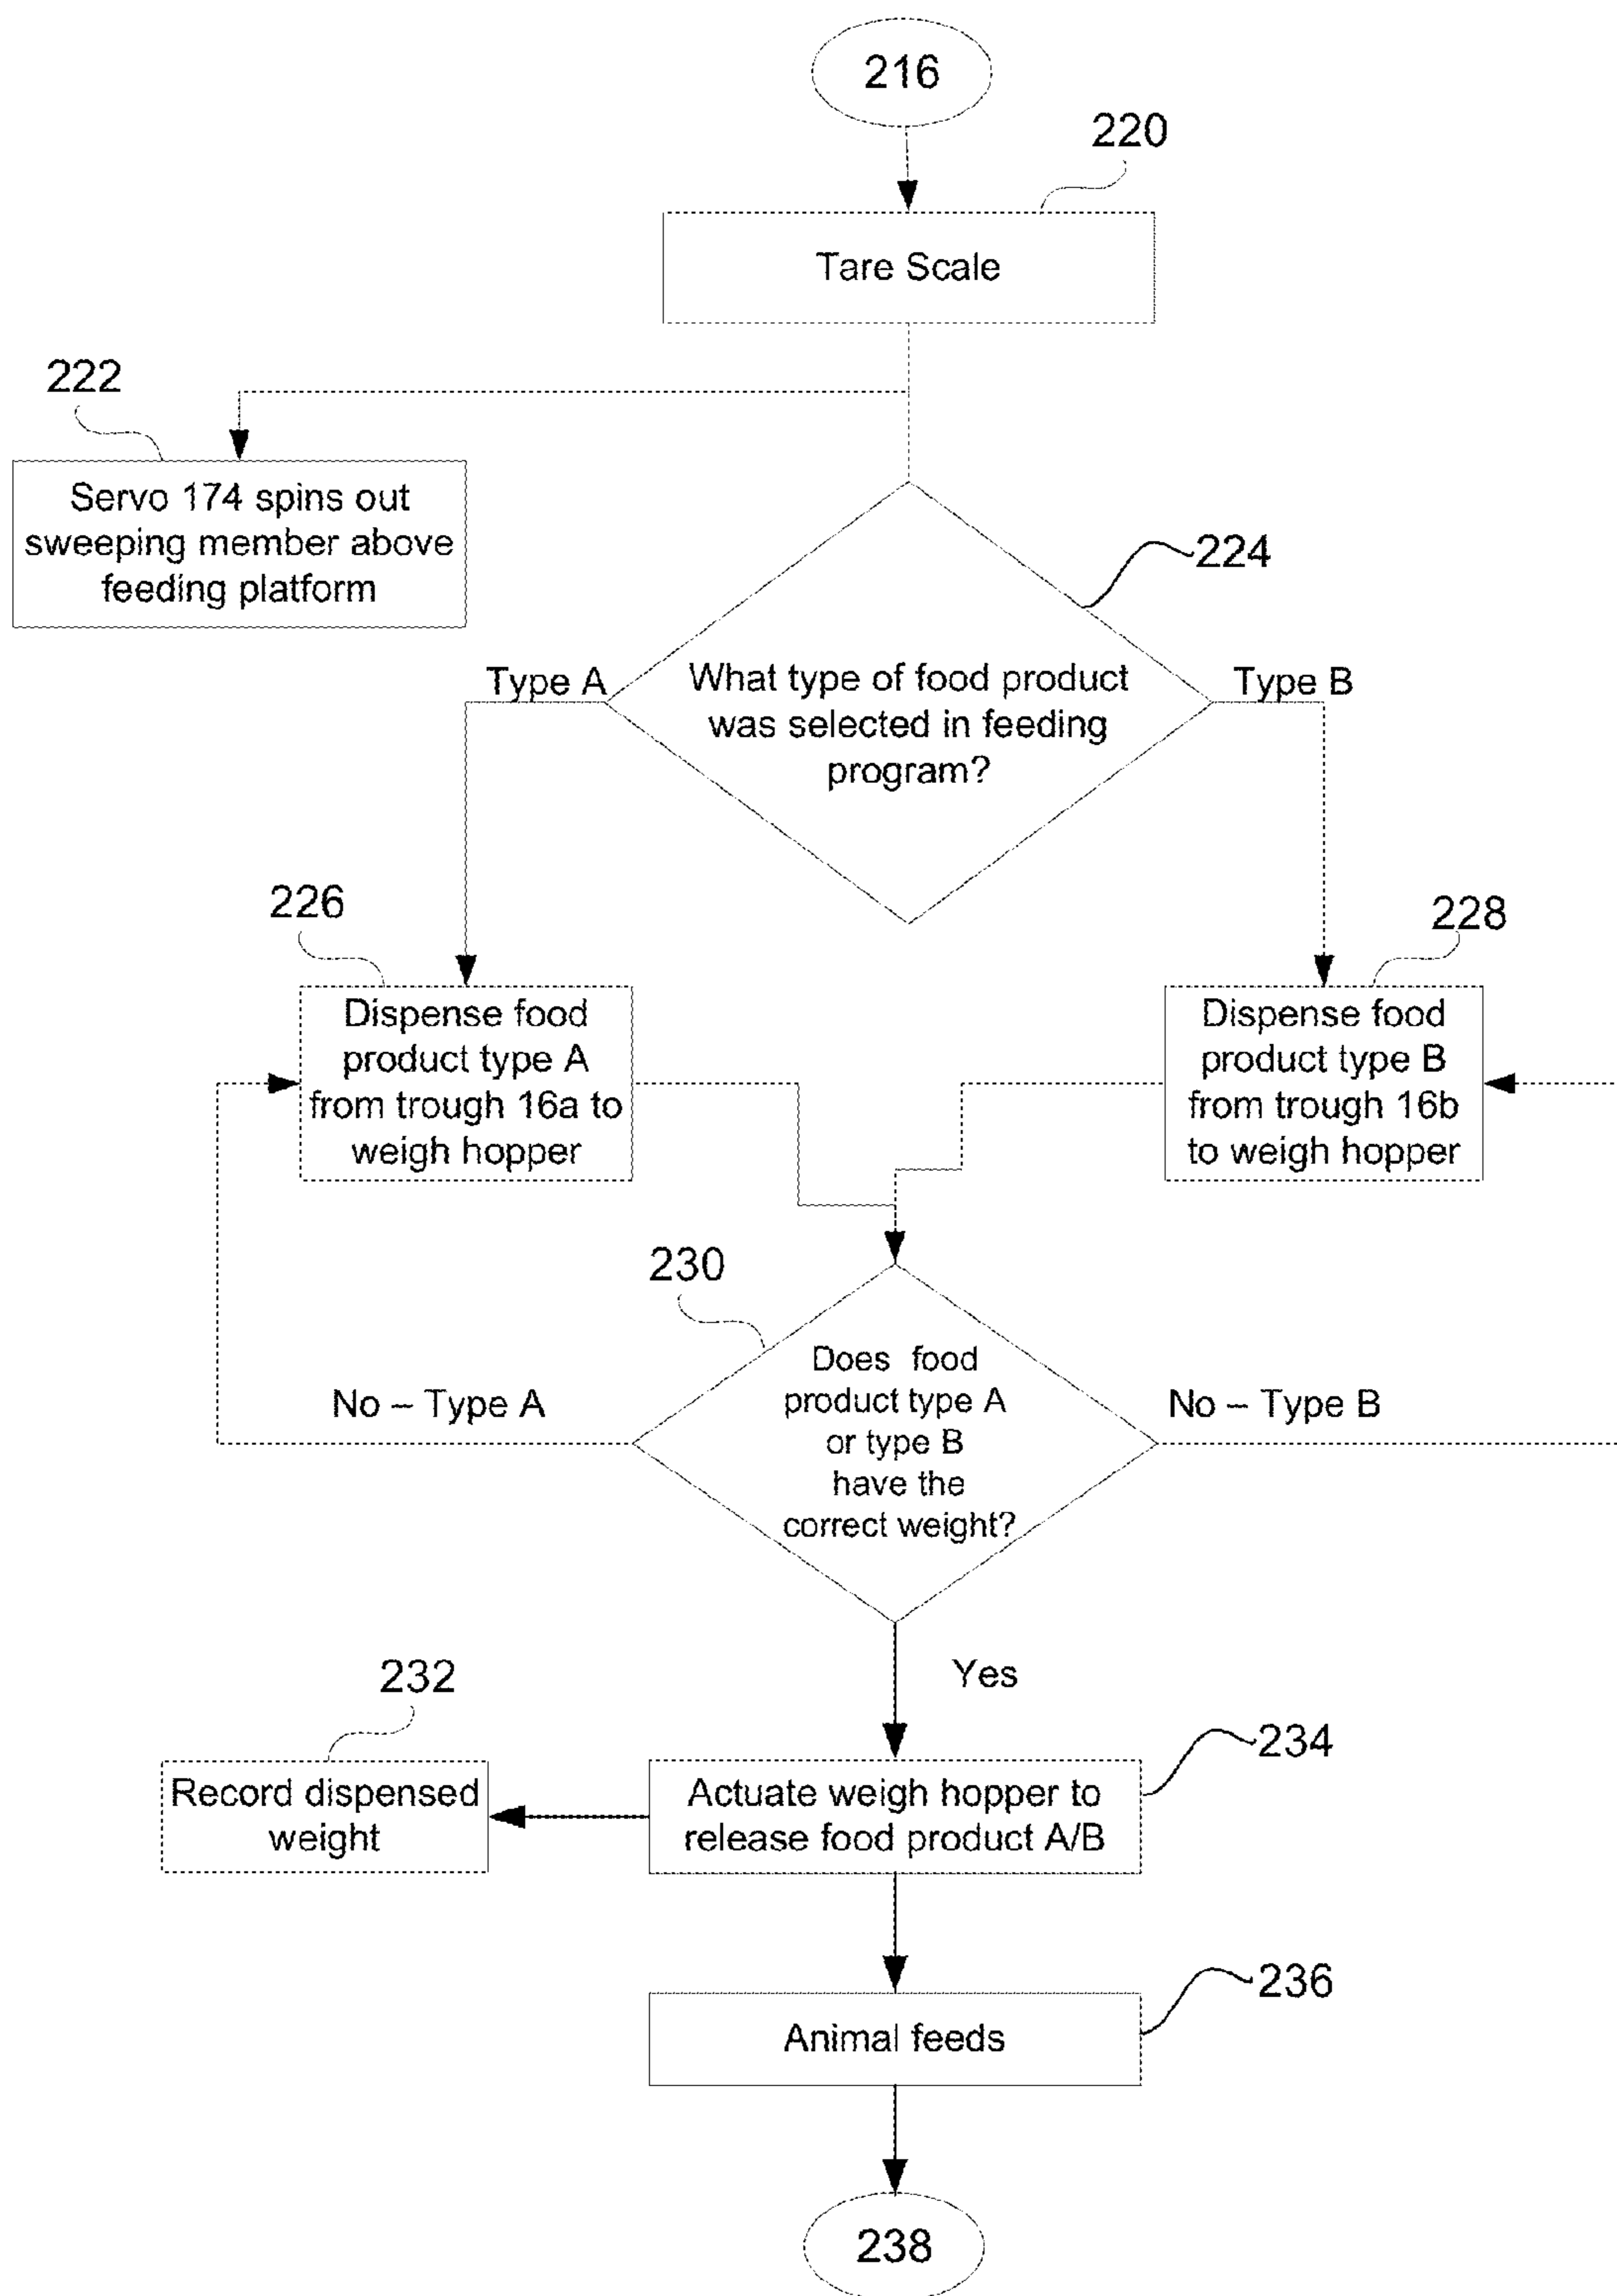 216
220
Tare Scale
222
Servo 174 spins out
sweeping member above
feeding platform
224
What type of food product
was selected in feeding
program?
Type A
Type B
226
Dispense food
product type A
from trough 16a to
weigh hopper
228
Dispense food
product type B
from trough 16b
to weigh hopper
230
Does food
product type A
or type B
have the
correct weight?
No – Type A
No – Type B
Yes
232
Record dispensed
weight
234
Actuate weigh hopper to
release food product A/B
236
Animal feeds
238